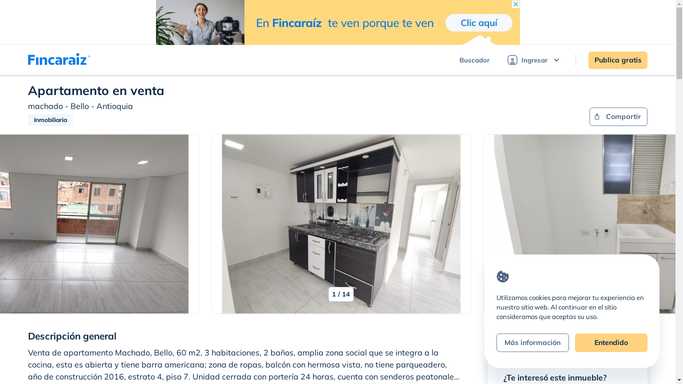 En Fincaraíz te ven porque te ven
Clic aquí
Fincaraíz
Buscador
Ingresar
Publica gratis
Apartamento en venta
machado - Bello - Antioquia
Inmobiliaria
Compartir
1 / 14
Utilizamos cookies para mejorar tu experiencia en
nuestro sitio web. Al continuar en el sitio
consideramos que aceptas su uso.
Más información
Entendido
Descripción general
Venta de apartamento Machado, Bello, 60 m2, 3 habitaciones, 2 baños, amplia zona social que se integra a la
cocina, esta es abierta y tiene barra americana; zona de ropas, balcón con hermosa vista, no tiene parqueadero,
año de construcción 2016, estrato 4, piso 7. Unidad cerrada con portería 24 horas, cuenta con senderos peatonale...
¿Te interesó este inmueble?